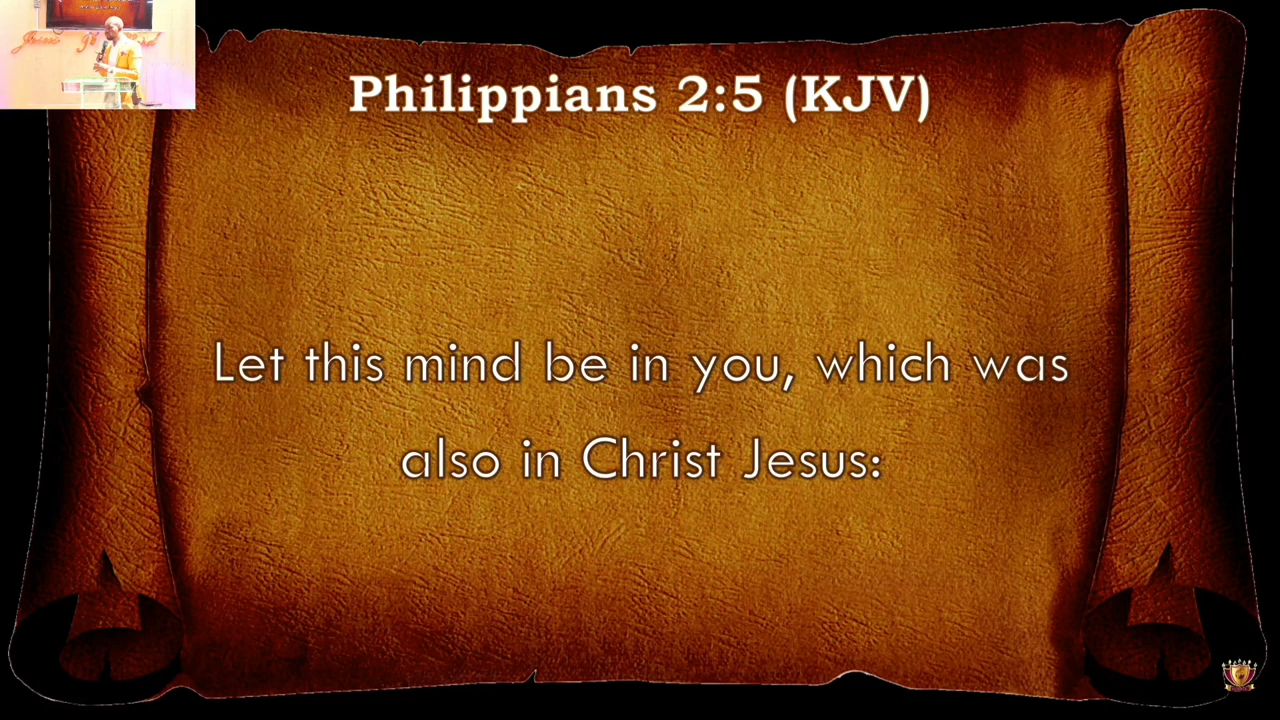 Philippians 2:5 (KJV)
Let this mind be in you, which was
also in Christ Jesus: